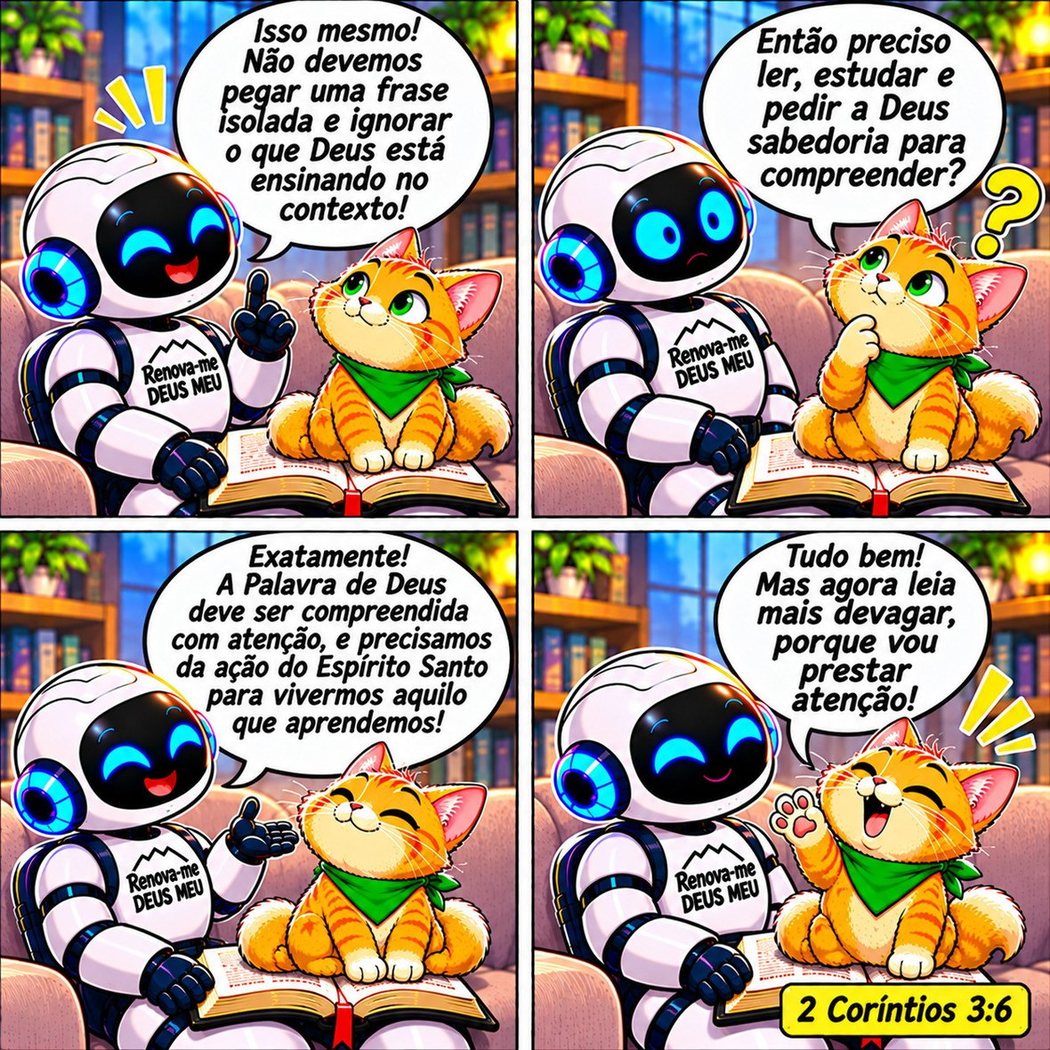 Isso mesmo!
Não devemos
pegar uma frase
isolada e ignorar
o que Deus está
ensinando no
contexto!
Renova-me
DEUS MEU
Então preciso
ler, estudar e
pedir a Deus
sabedoria para
compreender?
?
Renova-me
DEUS MEU
Exatamente!
A Palavra de Deus
deve ser compreendida
com atenção, e precisamos
da ação do Espírito Santo
para vivermos aquilo
que aprendemos!
Renova-me
DEUS MEU
Tudo bem!
Mas agora leia
mais devagar,
porque vou
prestar
atenção!
Renova-me
DEUS MEU
2 Coríntios 3:6